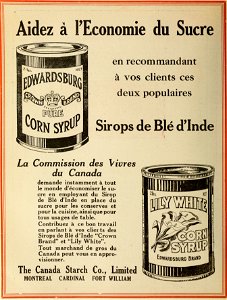 Aidez à l'Economie du Sucre
en recommandant
à vos clients ces
deux populaires
Sirops de Blé d'Inde
EDWARDSBURG
PURE
CORN SYRUP
La Commission des Vivres
du Canada
demande instamment à tout
le monde d'économiser le su-
cre en employant du Sirop
de Blé d'Inde en place du
sucre pour les conserves et
pour la cuisine, ainsi que pour
tous usages de table.
Contribuez à ce bon travail
en parlant à vos clients des
Sirops de Blé d'Inde "Crown
Brand" et "Lily White".
Tout marchand de gros du
Canada peut vous en appro-
visionner.
The Canada Starch Co., Limited
MONTREAL CARDINAL FORT WILLIAM
LILY WHITE
CORN
SYRUP
EDWARDSBURG BRAND